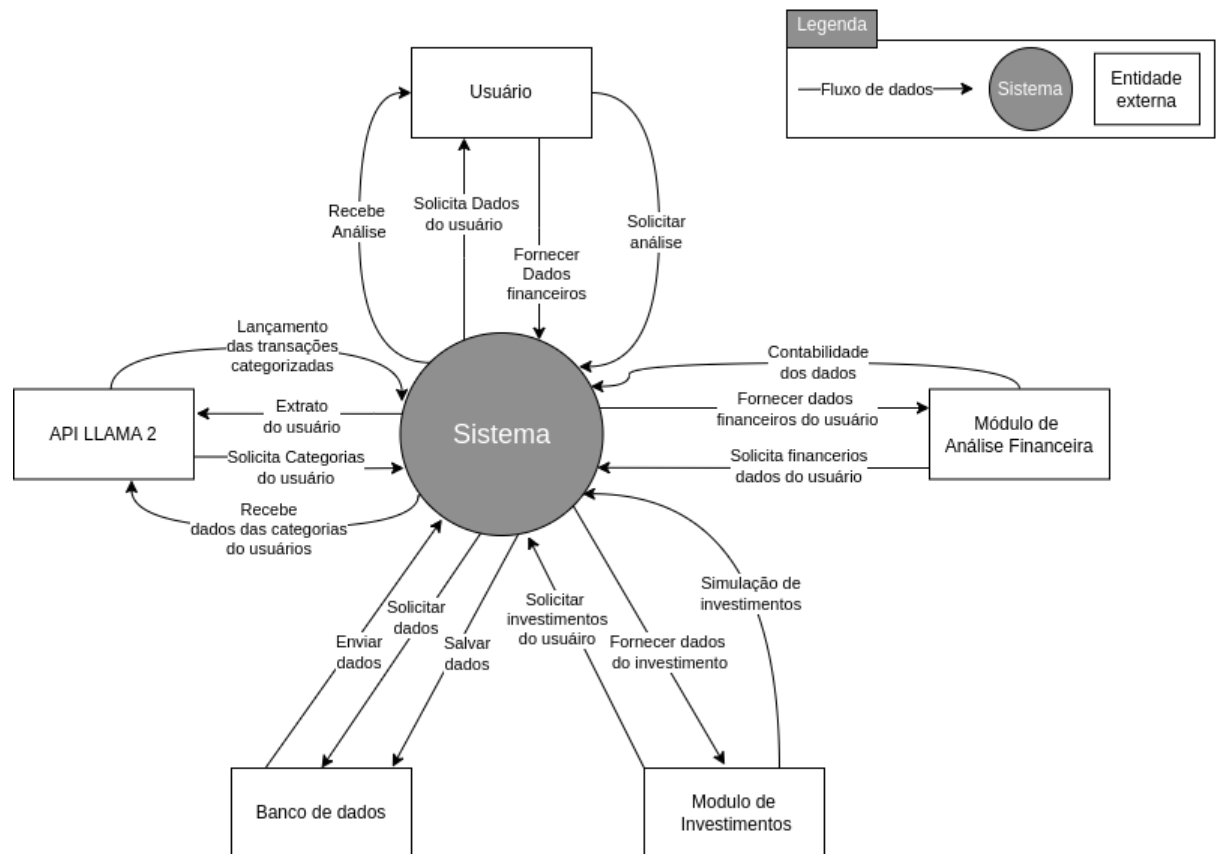 Legenda
Fluxo de dados
Sistema
Entidade
externa
Usuário
Recebe
Análise
Solicita Dados
do usuário
Fornecer
Dados
financeiros
Solicitar
análise
Lançamento
das transações
categorizadas
API LLAMA 2
Extrato
do usuário
Solicita Categorias
do usuário
Recebe
dados das categorias
do usuários
Sistema
Contabilidade
dos dados
Fornecer dados
financeiros do usuário
Solicita financerios
dados do usuário
Módulo de
Análise Financeira
Enviar
dados
Solicitar
dados
Salvar
dados
Solicitar
investimentos
do usuáiro
Fornecer dados
do investimento
Simulação de
investimentos
Banco de dados
Modulo de
Investimentos